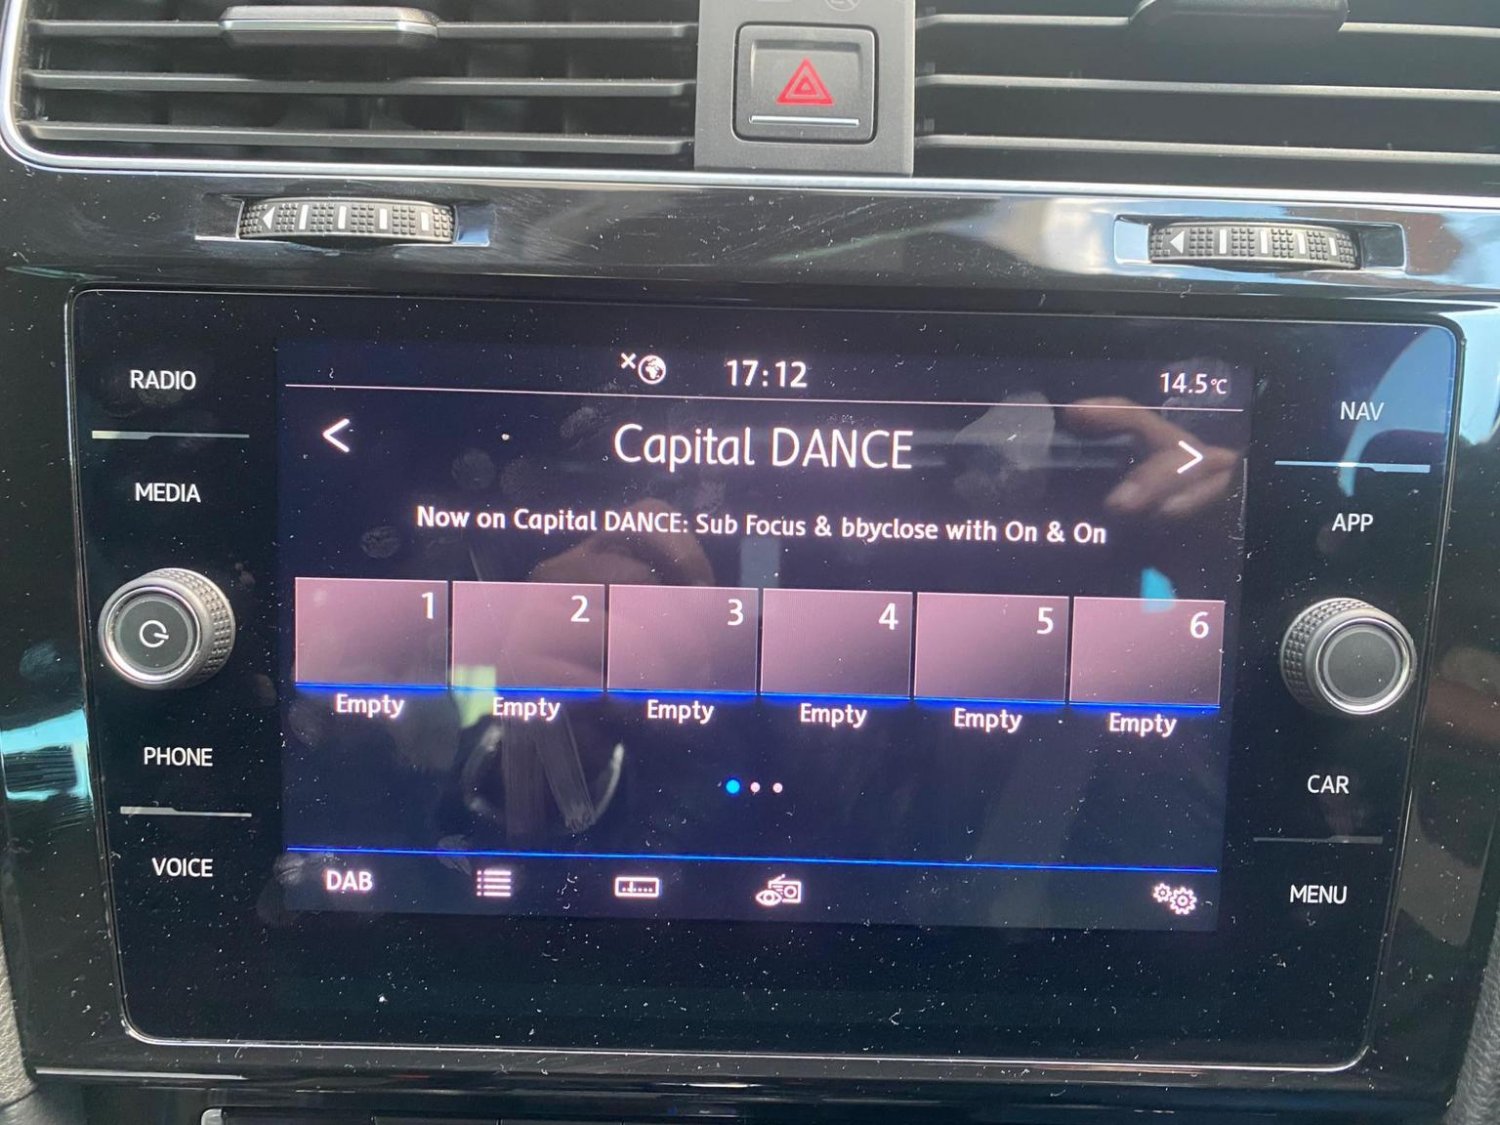 RADIO
MEDIA
PHONE
VOICE
17:12
14.5°C
Capital DANCE
Now on Capital DANCE: Sub Focus & bbyclose with On & On
1 2 3 4 5 6
Empty Empty Empty Empty Empty Empty
DAB
NAV
APP
CAR
MENU